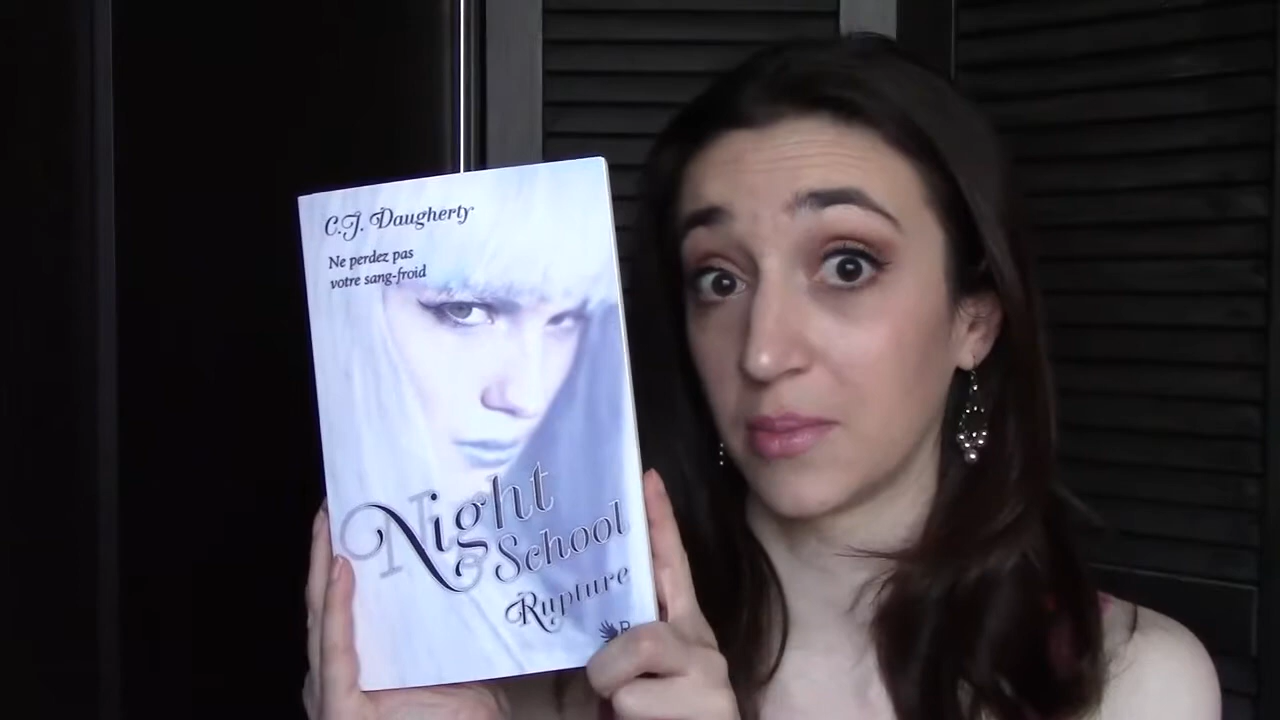 C.J. Daugherty
Ne perdez pas
votre sang-froid
Night
School
Rupture
R